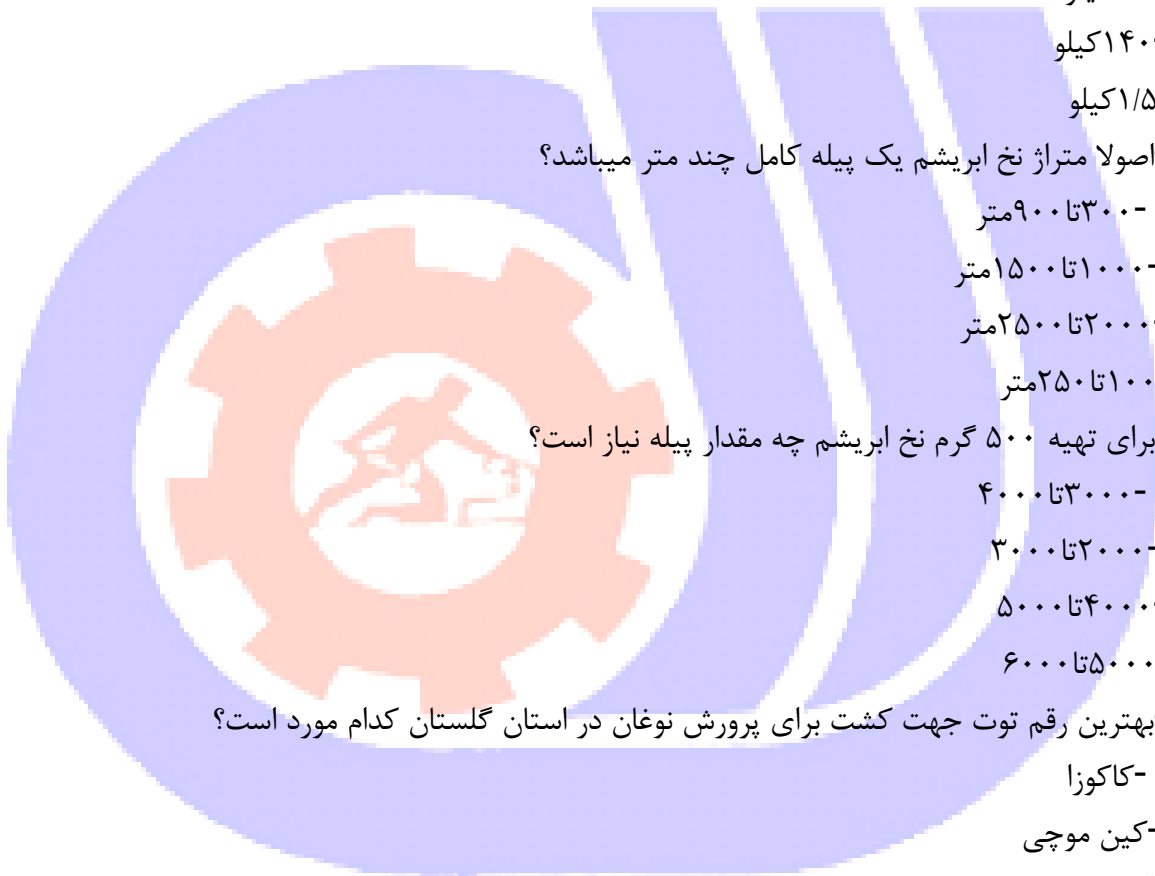 ۱۴۰۰کیلو
۱/۵کیلو
اصولا متراژ نخ ابریشم یک پیله کامل چند متر میباشد؟
-۳۰۰تا۹۰۰متر
-۱۰۰۰تا۱۵۰۰متر
۲۰۰۰تا۲۵۰۰متر
۱۰۰تا۲۵۰متر
برای تهیه ۵۰۰ گرم نخ ابریشم چه مقدار پیله نیاز است؟
-۳۰۰۰تا۴۰۰۰
-۲۰۰۰تا۳۰۰۰
۴۰۰۰تا۵۰۰۰
۵۰۰۰تا۶۰۰۰
بهترین رقم توت جهت کشت برای پرورش نوغان در استان گلستان کدام مورد است؟
-کاکوزا
-کین موچی